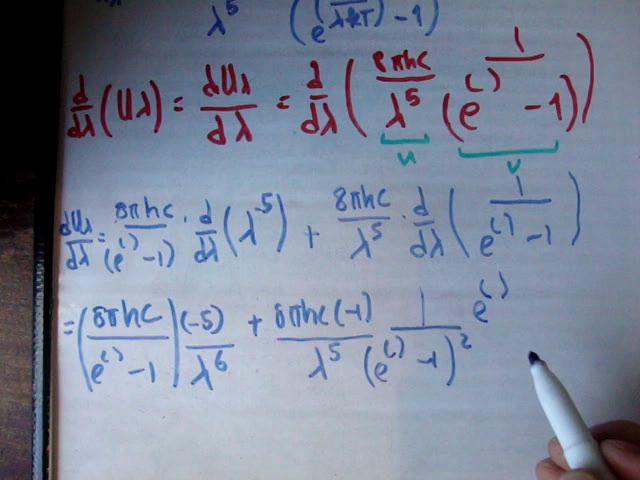 λ⁵ (e^(hc/λkT) - 1)
d/dλ (Uλ) = dUλ/dλ = d/dλ ( 8πhc/λ⁵ 1/(e^() - 1) )
u v
dUλ/dλ = 8πhc/(e^() - 1) · d/dλ (λ⁻⁵) + 8πhc/λ⁵ · d/dλ ( 1/(e^() - 1) )
= ( 8πhc/(e^() - 1) ) (-5)/λ⁶ + 8πhc(-1)/λ⁵ 1/(e^() - 1)² e^()